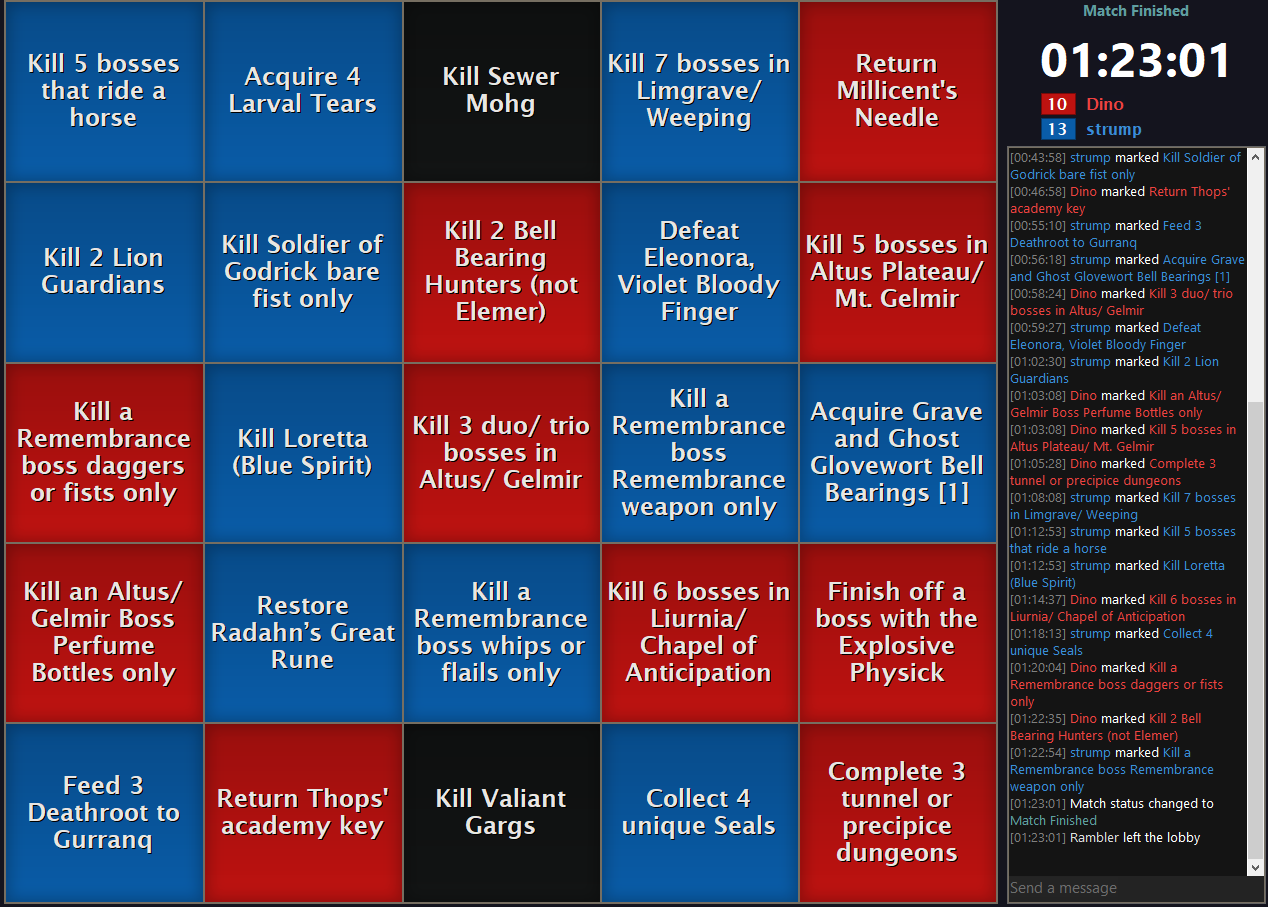 Kill 5 bosses
that ride a
horse
Acquire 4
Larval Tears
Kill Sewer
Mohg
Kill 7 bosses in
Limgrave/
Weeping
Return
Millicent's
Needle
Kill 2 Lion
Guardians
Kill Soldier of
Godrick bare
fist only
Kill 2 Bell
Bearing
Hunters (not
Elemer)
Defeat
Eleonora,
Violet Bloody
Finger
Kill 5 bosses in
Altus Plateau/
Mt. Gelmir
Kill a
Remembrance
boss daggers
or fists only
Kill Loretta
(Blue Spirit)
Kill 3 duo/ trio
bosses in
Altus/ Gelmir
Kill a
Remembrance
boss
Remembrance
weapon only
Acquire Grave
and Ghost
Glovewort Bell
Bearings [1]
Kill an Altus/
Gelmir Boss
Perfume
Bottles only
Restore
Radahn’s Great
Rune
Kill a
Remembrance
boss whips or
flails only
Kill 6 bosses in
Liurnia/
Chapel of
Anticipation
Finish off a
boss with the
Explosive
Physick
Feed 3
Deathroot to
Gurranq
Return Thops'
academy key
Kill Valiant
Gargs
Collect 4
unique Seals
Complete 3
tunnel or
precipice
dungeons
Match Finished
01:23:01
10 Dino
13 strump
[00:43:58] strump marked Kill Soldier of
Godrick bare fist only
[00:46:58] Dino marked Return Thops'
academy key
[00:55:10] strump marked Feed 3
Deathroot to Gurranq
[00:56:18] strump marked Acquire Grave
and Ghost Glovewort Bell Bearings [1]
[00:58:24] Dino marked Kill 3 duo/ trio
bosses in Altus/ Gelmir
[00:59:27] strump marked Defeat
Eleonora, Violet Bloody Finger
[01:02:30] strump marked Kill 2 Lion
Guardians
[01:03:08] Dino marked Kill an Altus/
Gelmir Boss Perfume Bottles only
[01:03:08] Dino marked Kill 5 bosses in
Altus Plateau/ Mt. Gelmir
[01:05:28] Dino marked Complete 3
tunnel or precipice dungeons
[01:08:08] strump marked Kill 7 bosses
in Limgrave/ Weeping
[01:12:53] strump marked Kill 5 bosses
that ride a horse
[01:12:53] strump marked Kill Loretta
(Blue Spirit)
[01:14:37] Dino marked Kill 6 bosses in
Liurnia/ Chapel of Anticipation
[01:18:13] strump marked Collect 4
unique Seals
[01:20:04] Dino marked Kill a
Remembrance boss daggers or fists
only
[01:22:35] Dino marked Kill 2 Bell
Bearing Hunters (not Elemer)
[01:22:54] strump marked Kill a
Remembrance boss Remembrance
weapon only
[01:23:01] Match status changed to
Match Finished
[01:23:01] Rambler left the lobby
Send a message